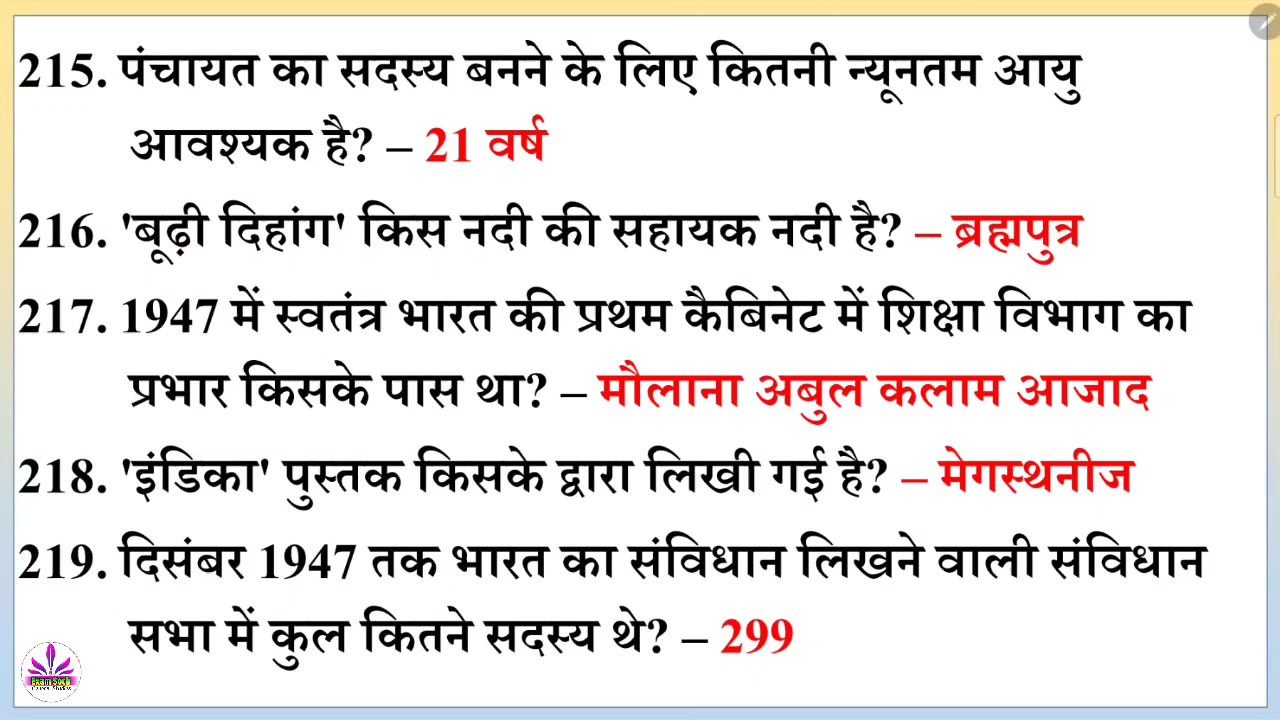 215. पंचायत का सदस्य बनने के लिए कितनी न्यूनतम आयु
आवश्यक है? – 21 वर्ष
216. 'बूढ़ी दिहांग' किस नदी की सहायक नदी है? – ब्रह्मपुत्र
217. 1947 में स्वतंत्र भारत की प्रथम कैबिनेट में शिक्षा विभाग का
प्रभार किसके पास था? – मौलाना अबुल कलाम आजाद
218. 'इंडिका' पुस्तक किसके द्वारा लिखी गई है? – मेगस्थनीज
219. दिसंबर 1947 तक भारत का संविधान लिखने वाली संविधान
सभा में कुल कितने सदस्य थे? – 299
Exam Soch